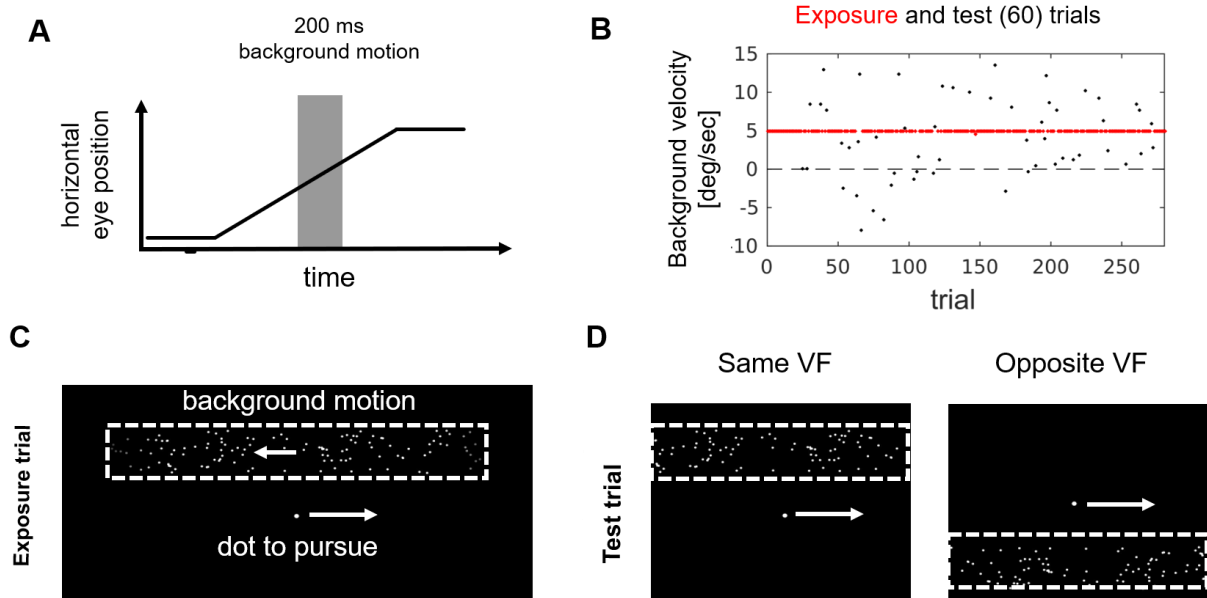 A
200 ms
background motion
horizontal
eye position
time
B
Exposure and test (60) trials
Background velocity
[deg/sec]
15
10
5
0
-5
-10
0
50
100
150
200
250
trial
C
Exposure trial
background motion
dot to pursue
D
Test trial
Same VF
Opposite VF